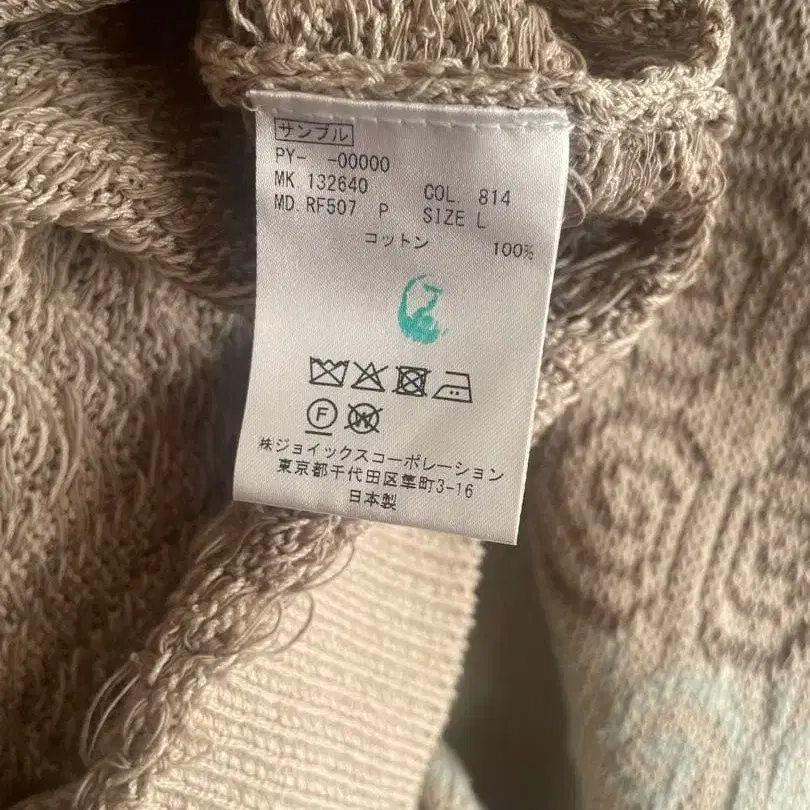 サンプル
PY-  -00000
MK 132640 COL. 814
MD. RF507 P SIZE L
コットン 100%
F
W
株ジョイックスコーポレーション
東京都千代田区隼町3-16
日本製